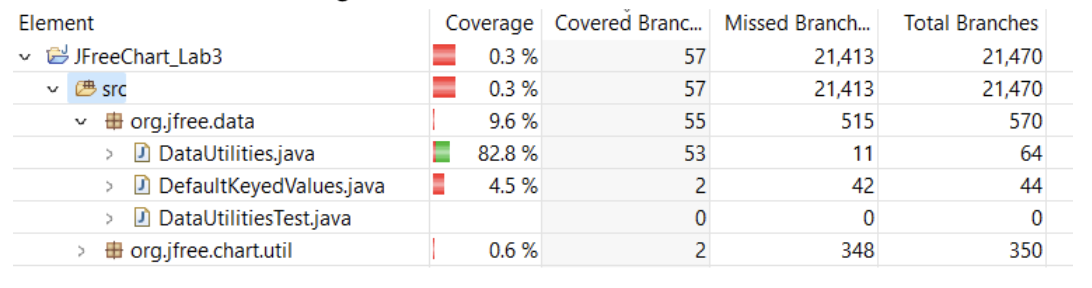 Element Coverage Covered Branc... Missed Branch... Total Branches
JFreeChart_Lab3 0.3 % 57 21,413 21,470
src 0.3 % 57 21,413 21,470
org.jfree.data 9.6 % 55 515 570
DataUtilities.java 82.8 % 53 11 64
DefaultKeyedValues.java 4.5 % 2 42 44
DataUtilitiesTest.java 0 0 0
org.jfree.chart.util 0.6 % 2 348 350